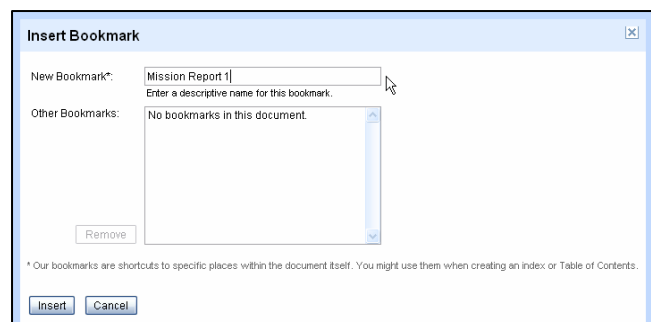 Insert Bookmark
New Bookmark*: Mission Report 1
Enter a descriptive name for this bookmark.
Other Bookmarks: No bookmarks in this document.
Remove
* Our bookmarks are shortcuts to specific places within the document itself. You might use them when creating an index or Table of Contents.
Insert Cancel